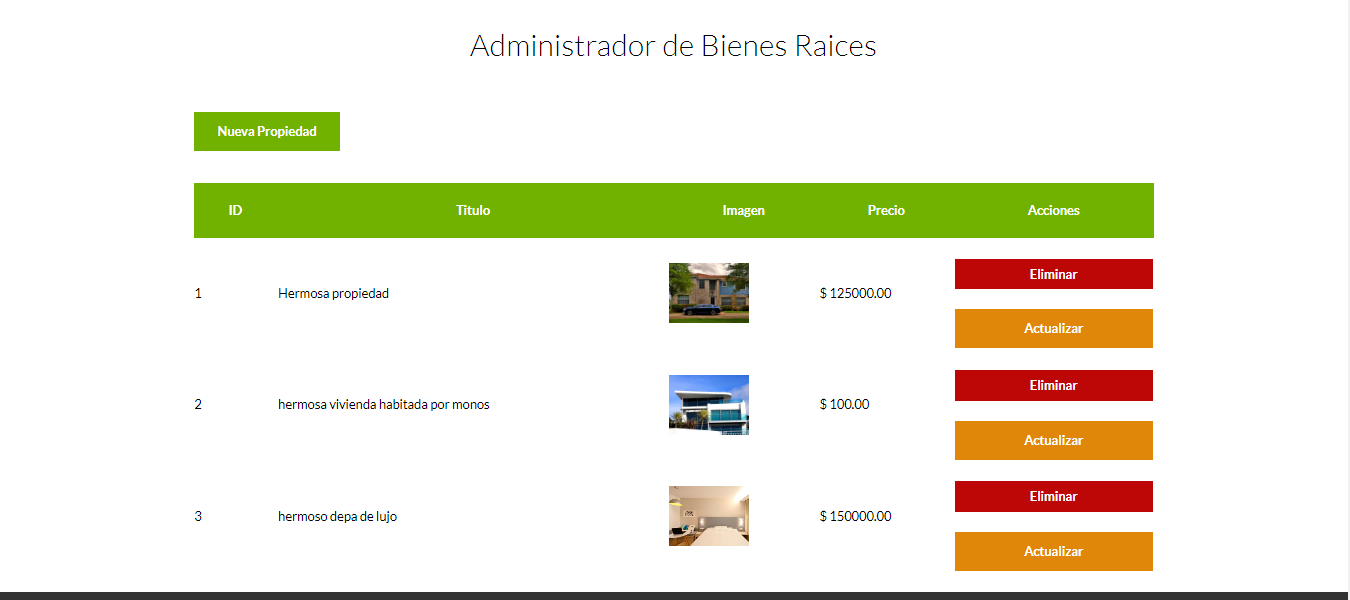 Administrador de Bienes Raices
Nueva Propiedad
ID Titulo Imagen Precio Acciones
1 Hermosa propiedad $ 125000.00 Eliminar
Actualizar
2 hermosa vivienda habitada por monos $ 100.00 Eliminar
Actualizar
3 hermoso depa de lujo $ 150000.00 Eliminar
Actualizar